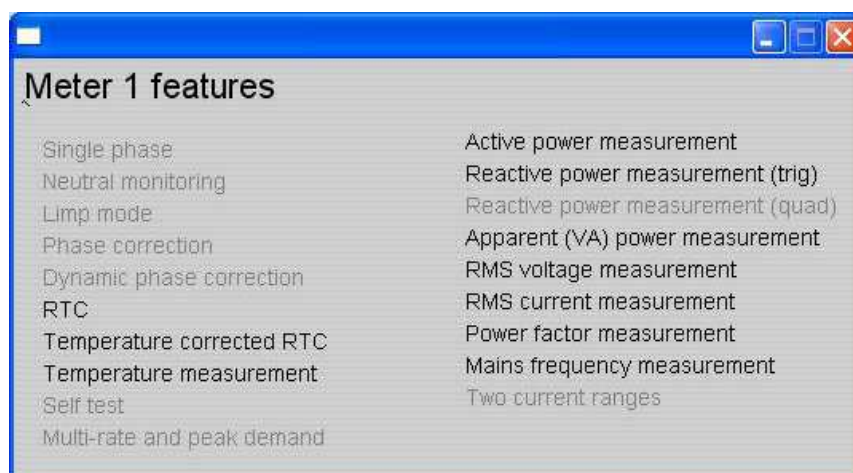 Meter 1 features
Single phase
Neutral monitoring
Limp mode
Phase correction
Dynamic phase correction
RTC
Temperature corrected RTC
Temperature measurement
Self test
Multi-rate and peak demand
Active power measurement
Reactive power measurement (trig)
Reactive power measurement (quad)
Apparent (VA) power measurement
RMS voltage measurement
RMS current measurement
Power factor measurement
Mains frequency measurement
Two current ranges